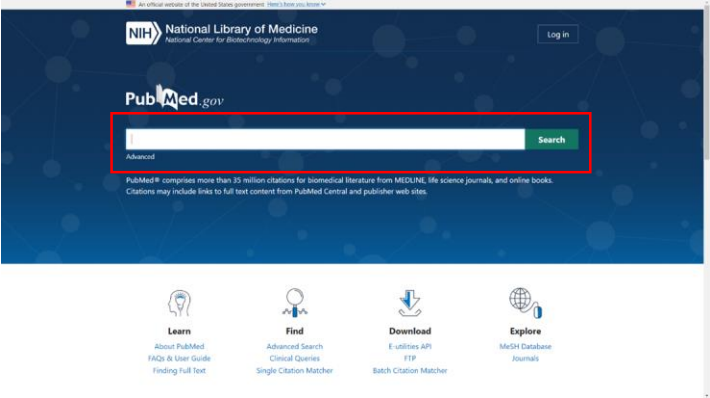 An official website of the United States government Here's how you know
NIH National Library of Medicine
National Center for Biotechnology Information
Log in
PubMed.gov
Search
Advanced
PubMed® comprises more than 35 million citations for biomedical literature from MEDLINE, life science journals, and online books.
Citations may include links to full text content from PubMed Central and publisher web sites.
Learn
About PubMed
FAQs & User Guide
Finding Full Text
Find
Advanced Search
Clinical Queries
Single Citation Matcher
Download
E-utilities API
FTP
Batch Citation Matcher
Explore
MeSH Database
Journals